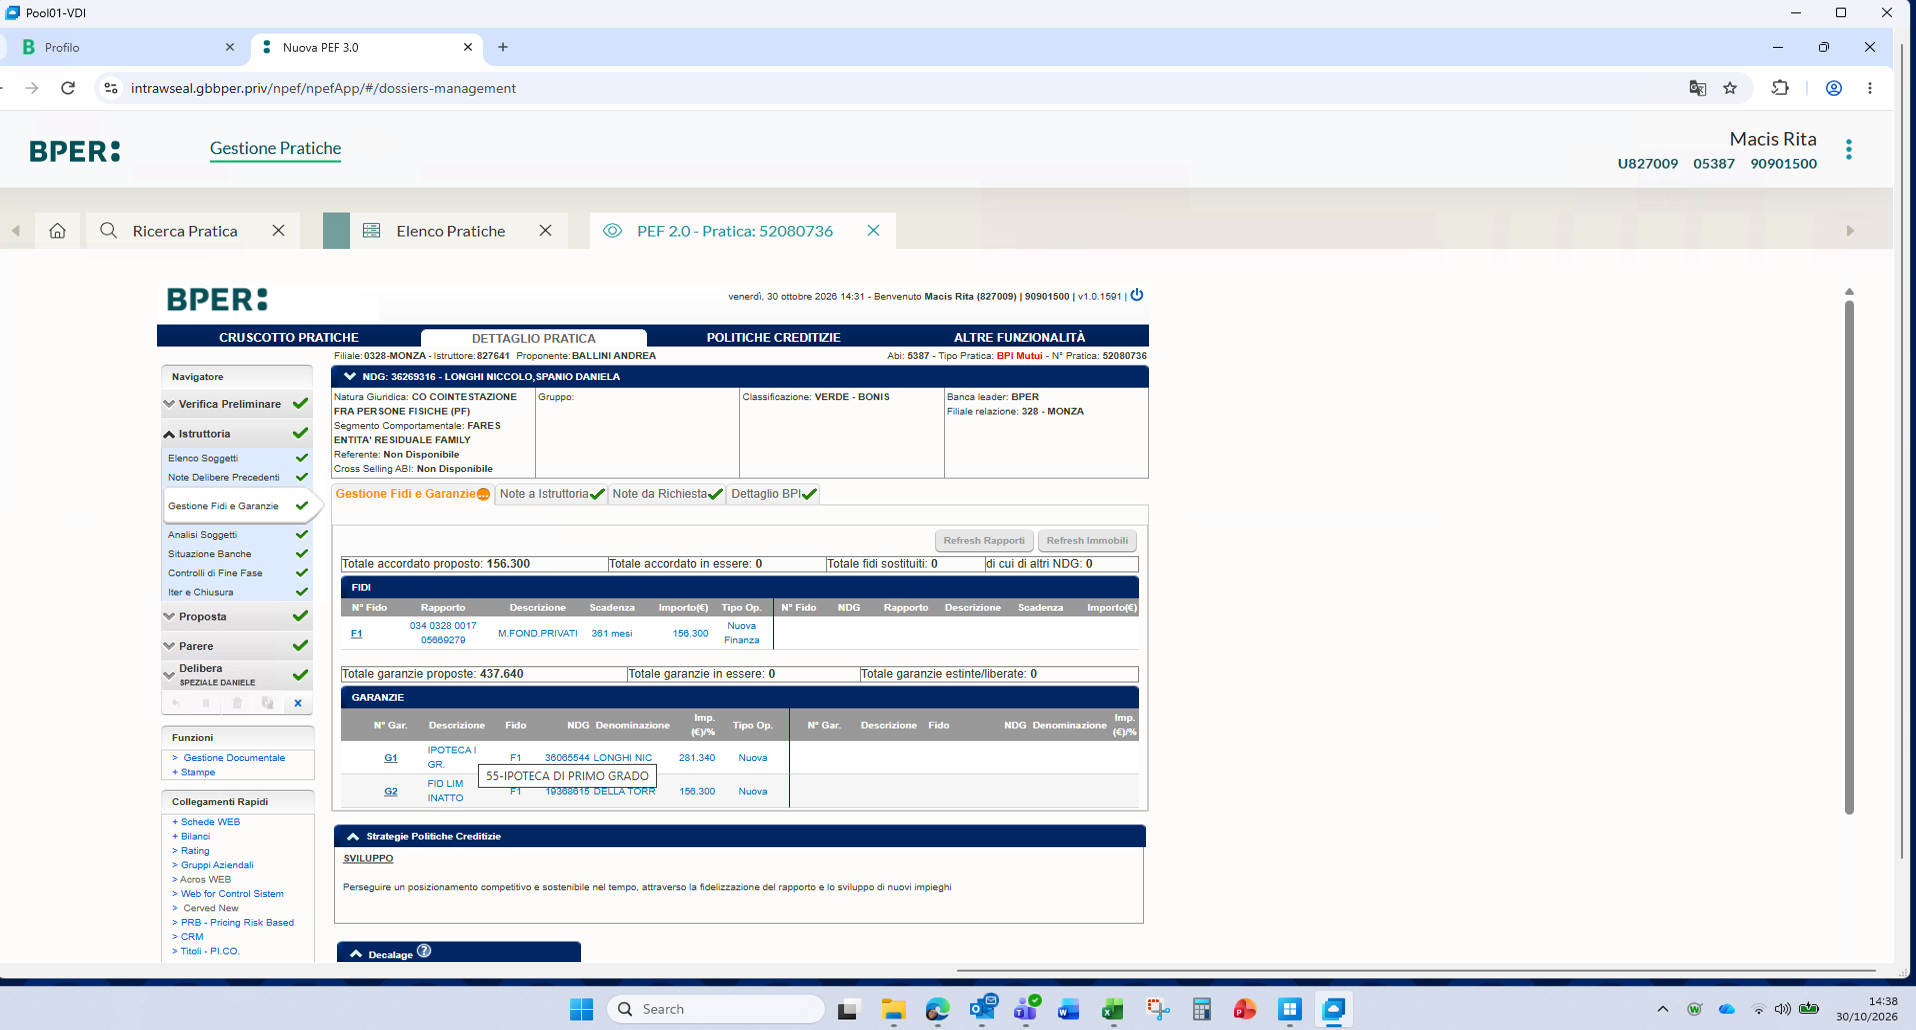 Pool01-VDI
Profilo
Nuova PEF 3.0
intrawseal.gbbper.priv/npef/npefApp/#/dossiers-management
BPER:
Gestione Pratiche
Macis Rita
U827009 05387 90901500
Ricerca Pratica
Elenco Pratiche
PEF 2.0 - Pratica: 52080736
BPER:
venerdì, 30 ottobre 2026 14:31 - Benvenuto Macis Rita (827009) | 90901500 | v1.0.1591 |
CRUSCOTTO PRATICHE DETTAGLIO PRATICA POLITICHE CREDITIZIE ALTRE FUNZIONALITÀ
Filiale: 0328-MONZA - Istruttore: 827641 Proponente: BALLINI ANDREA
Abi: 5387 - Tipo Pratica: BPI Mutui - N° Pratica: 52080736
Navigatore
Verifica Preliminare
Istruttoria
Elenco Soggetti
Note Delibere Precedenti
Gestione Fidi e Garanzie
Analisi Soggetti
Situazione Banche
Controlli di Fine Fase
Iter e Chiusura
Proposta
Parere
Delibera
SPEZIALE DANIELE
Funzioni
> Gestione Documentale
+ Stampe
Collegamenti Rapidi
+ Schede WEB
+ Bilanci
> Rating
> Gruppi Aziendali
> Acros WEB
> Web for Control Sistem
> Cerved New
> PRB - Pricing Risk Based
> CRM
> Titoli - PI.CO.
NDG: 36269316 - LONGHI NICCOLO,SPANIO DANIELA
Natura Giuridica: CO COINTESTAZIONE
FRA PERSONE FISICHE (PF)
Segmento Comportamentale: FARES
ENTITA' RESIDUALE FAMILY
Referente: Non Disponibile
Cross Selling ABI: Non Disponibile
Gruppo:
Classificazione: VERDE - BONIS
Banca leader: BPER
Filiale relazione: 328 - MONZA
Gestione Fidi e Garanzie Note a Istruttoria Note da Richiesta Dettaglio BPI
Refresh Rapporti Refresh Immobili
Totale accordato proposto: 156.300 Totale accordato in essere: 0 Totale fidi sostituiti: 0 di cui di altri NDG: 0
FIDI
N° Fido Rapporto Descrizione Scadenza Importo(€) Tipo Op. N° Fido NDG Rapporto Descrizione Scadenza Importo(€)
F1 034 0328 0017 05669279 M.FOND.PRIVATI 361 mesi 156.300 Nuova Finanza
Totale garanzie proposte: 437.640 Totale garanzie in essere: 0 Totale garanzie estinte/liberate: 0
GARANZIE
N° Gar. Descrizione Fido NDG Denominazione Imp. (€)/% Tipo Op. N° Gar. Descrizione Fido NDG Denominazione Imp. (€)/%
G1 IPOTECA I GR. F1 36065544 LONGHI NIC 281.340 Nuova
55-IPOTECA DI PRIMO GRADO
G2 FID LIM INATTO F1 19368615 DELLA TORR 156.300 Nuova
Strategie Politiche Creditizie
SVILUPPO
Perseguire un posizionamento competitivo e sostenibile nel tempo, attraverso la fidelizzazione del rapporto e lo sviluppo di nuovi impieghi
Decalage ?
Search
14:38
30/10/2026